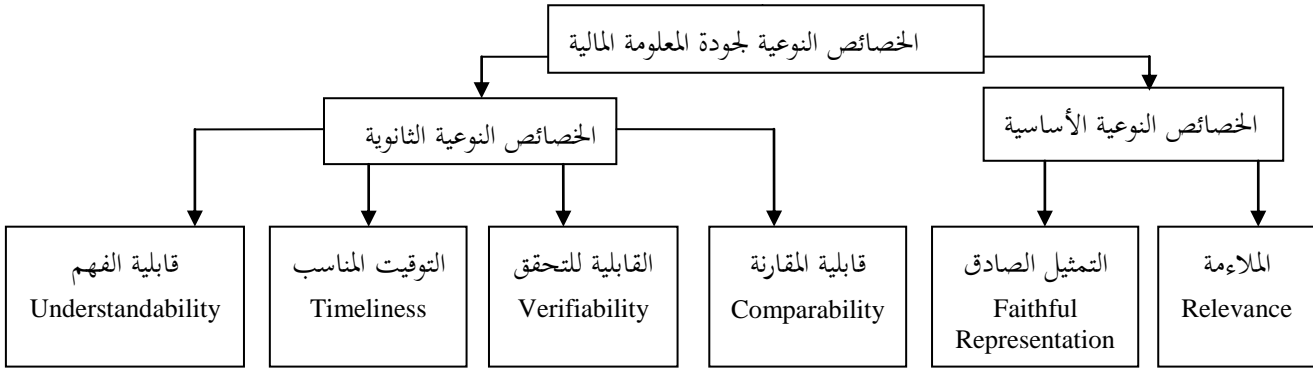 الخصائص النوعية لجودة المعلومة المالية
الخصائص النوعية الأساسية
الخصائص النوعية الثانوية
الملاءمة
Relevance
التمثيل الصادق
Faithful
Representation
قابلية المقارنة
Comparability
القابلية للتحقق
Verifiability
التوقيت المناسب
Timeliness
قابلية الفهم
Understandability